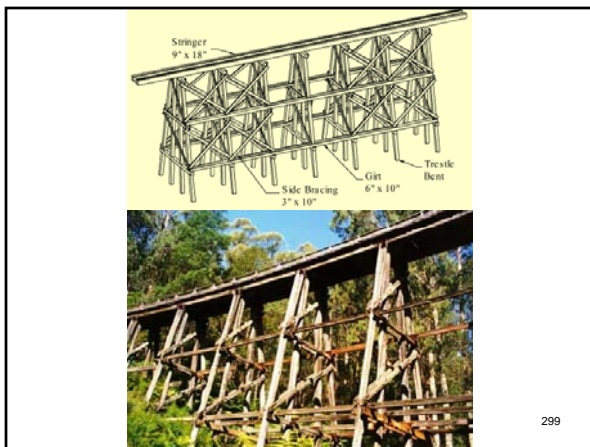 Stringer
9" x 18"
Trestle
Bent
Girt
6" x 10"
Side Bracing
3" x 10"
299